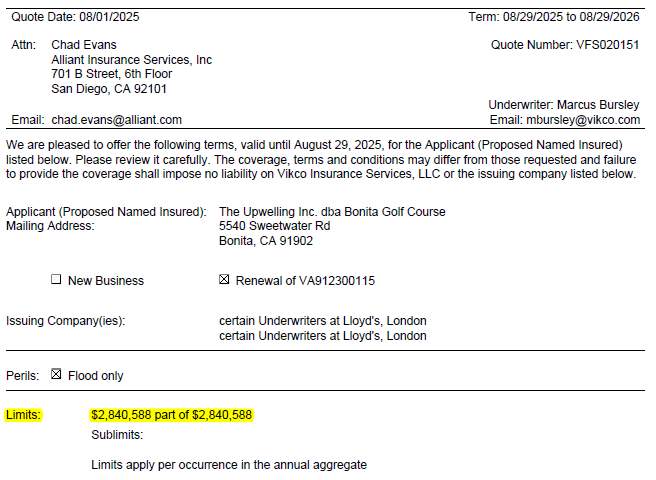 Quote Date: 08/01/2025 Term: 08/29/2025 to 08/29/2026
Attn: Chad Evans Quote Number: VFS020151
Alliant Insurance Services, Inc
701 B Street, 6th Floor
San Diego, CA 92101
Underwriter: Marcus Bursley
Email: chad.evans@alliant.com Email: mbursley@vikco.com
We are pleased to offer the following terms, valid until August 29, 2025, for the Applicant (Proposed Named Insured)
listed below. Please review it carefully. The coverage, terms and conditions may differ from those requested and failure
to provide the coverage shall impose no liability on Vikco Insurance Services, LLC or the issuing company listed below.
Applicant (Proposed Named Insured): The Upwelling Inc. dba Bonita Golf Course
Mailing Address: 5540 Sweetwater Rd
Bonita, CA 91902
☐ New Business ☒ Renewal of VA912300115
Issuing Company(ies): certain Underwriters at Lloyd's, London
certain Underwriters at Lloyd's, London
Perils: ☒ Flood only
Limits: $2,840,588 part of $2,840,588
Sublimits:
Limits apply per occurrence in the annual aggregate